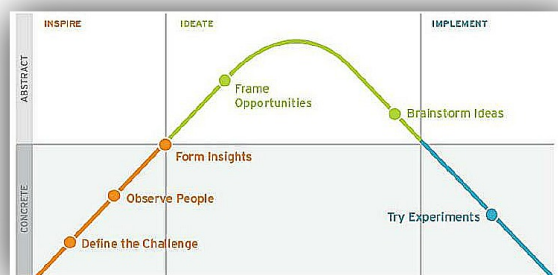 INSPIRE
IDEATE
IMPLEMENT
ABSTRACT
Frame
Opportunities
Brainstorm Ideas
Form Insights
CONCRETE
Observe People
Try Experiments
Define the Challenge